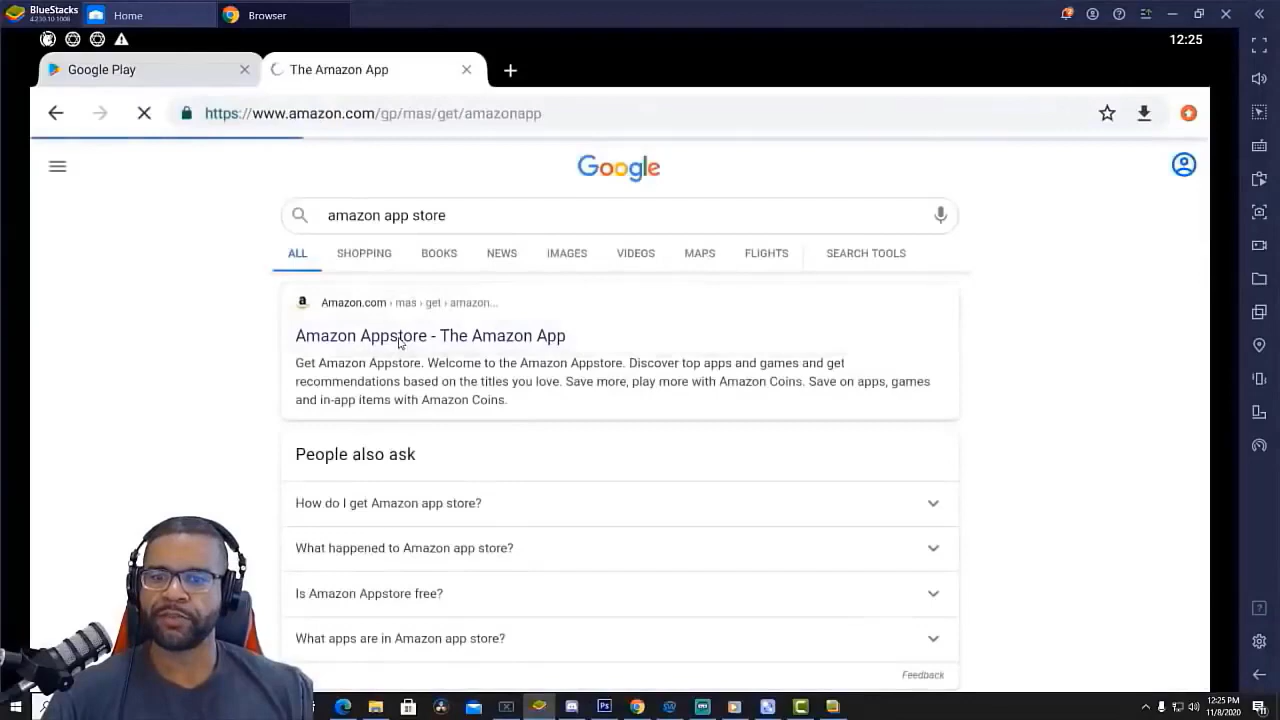 BlueStacks
4.230.10.1008
Home
Browser
12:25
Google Play
The Amazon App
https://www.amazon.com/gp/mas/get/amazonapp
Google
amazon app store
ALL SHOPPING BOOKS NEWS IMAGES VIDEOS MAPS FLIGHTS SEARCH TOOLS
Amazon.com › mas › get › amazon...
Amazon Appstore - The Amazon App
Get Amazon Appstore. Welcome to the Amazon Appstore. Discover top apps and games and get
recommendations based on the titles you love. Save more, play more with Amazon Coins. Save on apps, games
and in-app items with Amazon Coins.
People also ask
How do I get Amazon app store?
What happened to Amazon app store?
Is Amazon Appstore free?
What apps are in Amazon app store?
Feedback
12:25 PM
11/8/2020